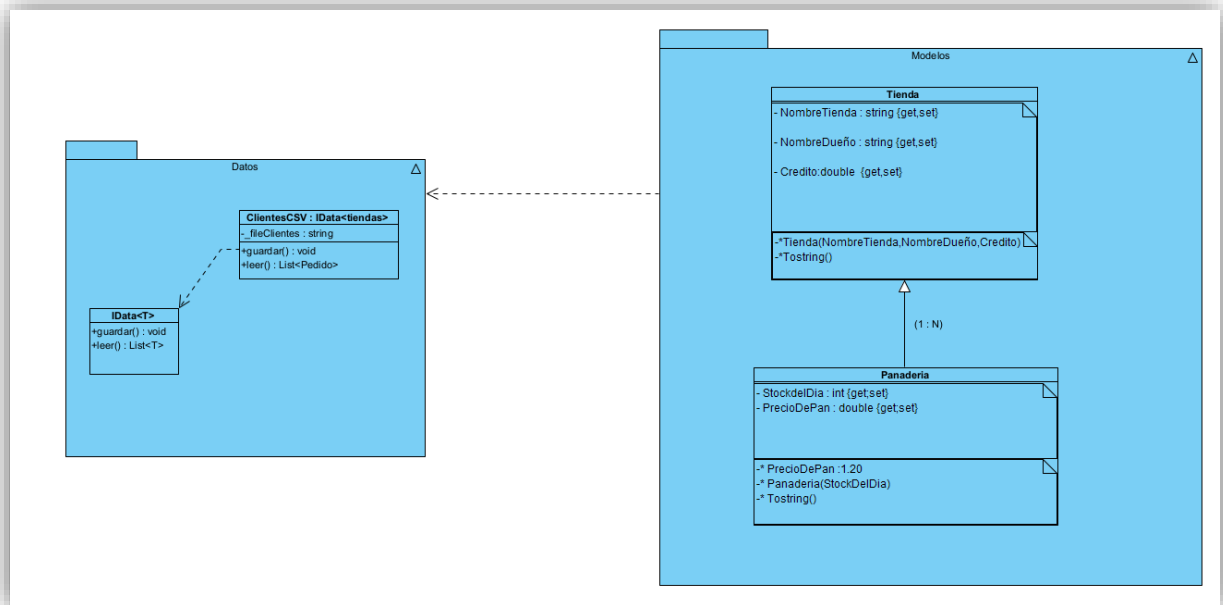 Datos
ClientesCSV : IData<tiendas>
-_fileClientes : string
+guardar() : void
+leer() : List<Pedido>
IData<T>
+guardar() : void
+leer() : List<T>
Modelos
Tienda
- NombreTienda : string {get,set}
- NombreDueño : string {get,set}
- Credito:double {get,set}
-*Tienda(NombreTienda,NombreDueño,Credito)
-*Tostring()
(1 : N)
Panaderia
- StockdelDia : int {get;set}
- PrecioDePan : double {get;set}
-* PrecioDePan :1.20
-* Panaderia(StockDelDia)
-* Tostring()